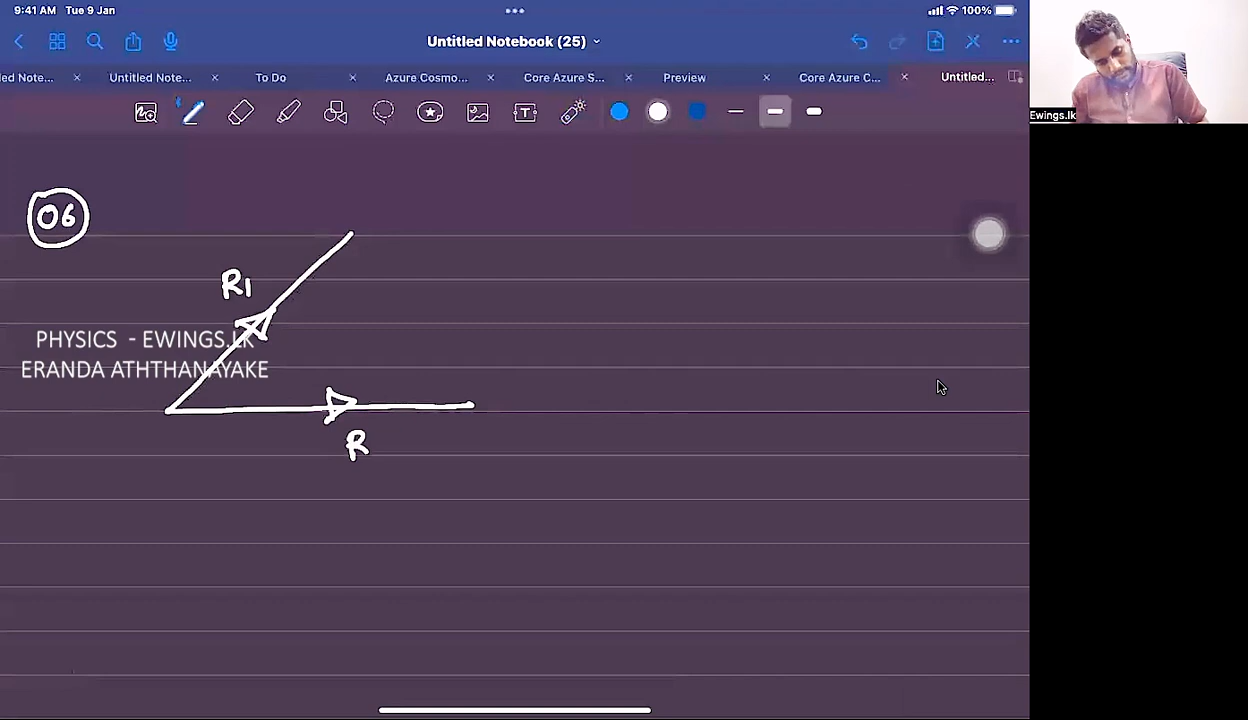 9:41 AM Tue 9 Jan
100%
Untitled Notebook (25)
led Note...
Untitled Note...
To Do
Azure Cosmo...
Core Azure S...
Preview
Core Azure C...
Untitled...
T
Ewings.lk
06
R1
PHYSICS - EWINGS.LK
ERANDA ATHTHANAYAKE
R